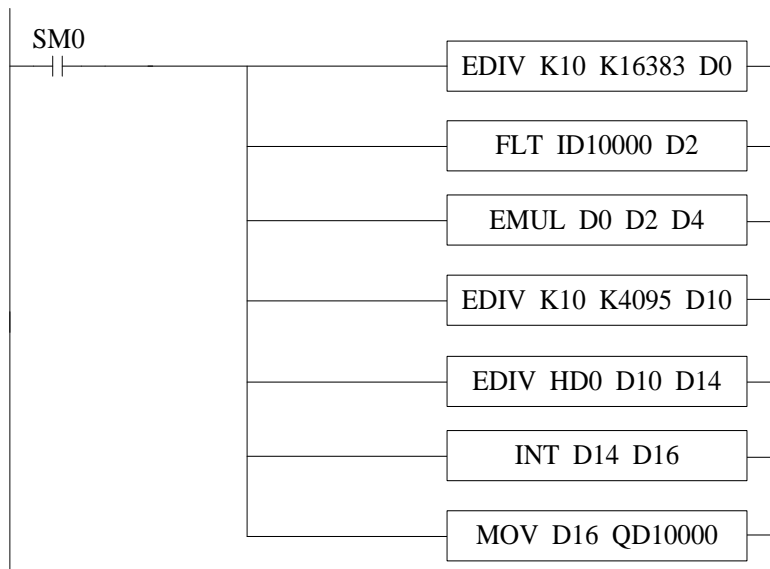 SM0
EDIV K10 K16383 D0
FLT ID10000 D2
EMUL D0 D2 D4
EDIV K10 K4095 D10
EDIV HD0 D10 D14
INT D14 D16
MOV D16 QD10000